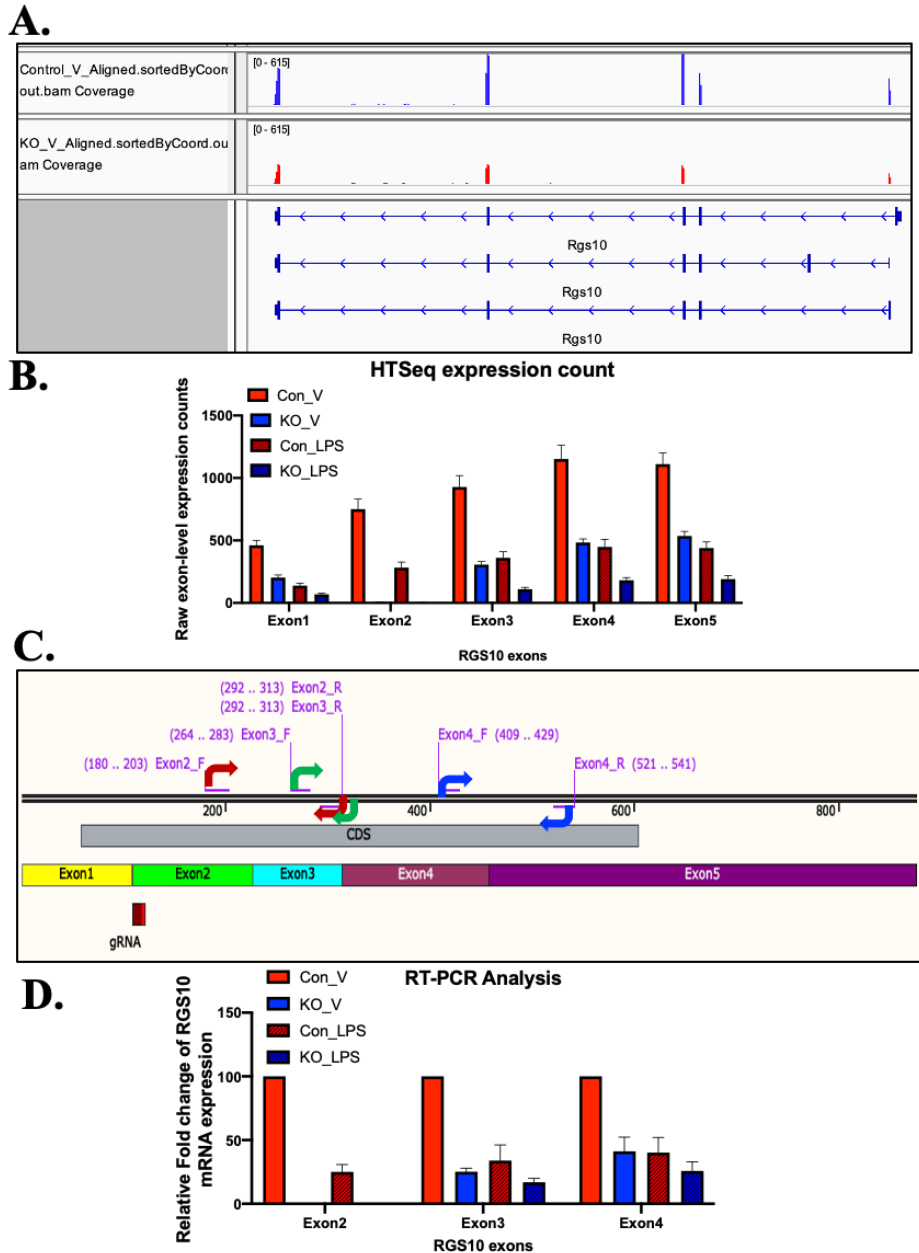 A.
Control_V_Aligned.sortedByCoord
out.bam Coverage
[0 - 615]
KO_V_Aligned.sortedByCoord.ou
am Coverage
[0 - 615]
Rgs10
Rgs10
Rgs10
B.
HTSeq expression count
Raw exon-level expression counts
1500
1000
500
0
Con_V
KO_V
Con_LPS
KO_LPS
Exon1 Exon2 Exon3 Exon4 Exon5
RGS10 exons
C.
(292 .. 313) Exon2_R
(292 .. 313) Exon3_R
(264 .. 283) Exon3_F
Exon4_F (409 .. 429)
(180 .. 203) Exon2_F
Exon4_R (521 .. 541)
200 400 600 800
CDS
Exon1 Exon2 Exon3 Exon4 Exon5
gRNA
D.
RT-PCR Analysis
Relative Fold change of RGS10
mRNA expression
150
100
50
0
Con_V
KO_V
Con_LPS
KO_LPS
Exon2 Exon3 Exon4
RGS10 exons